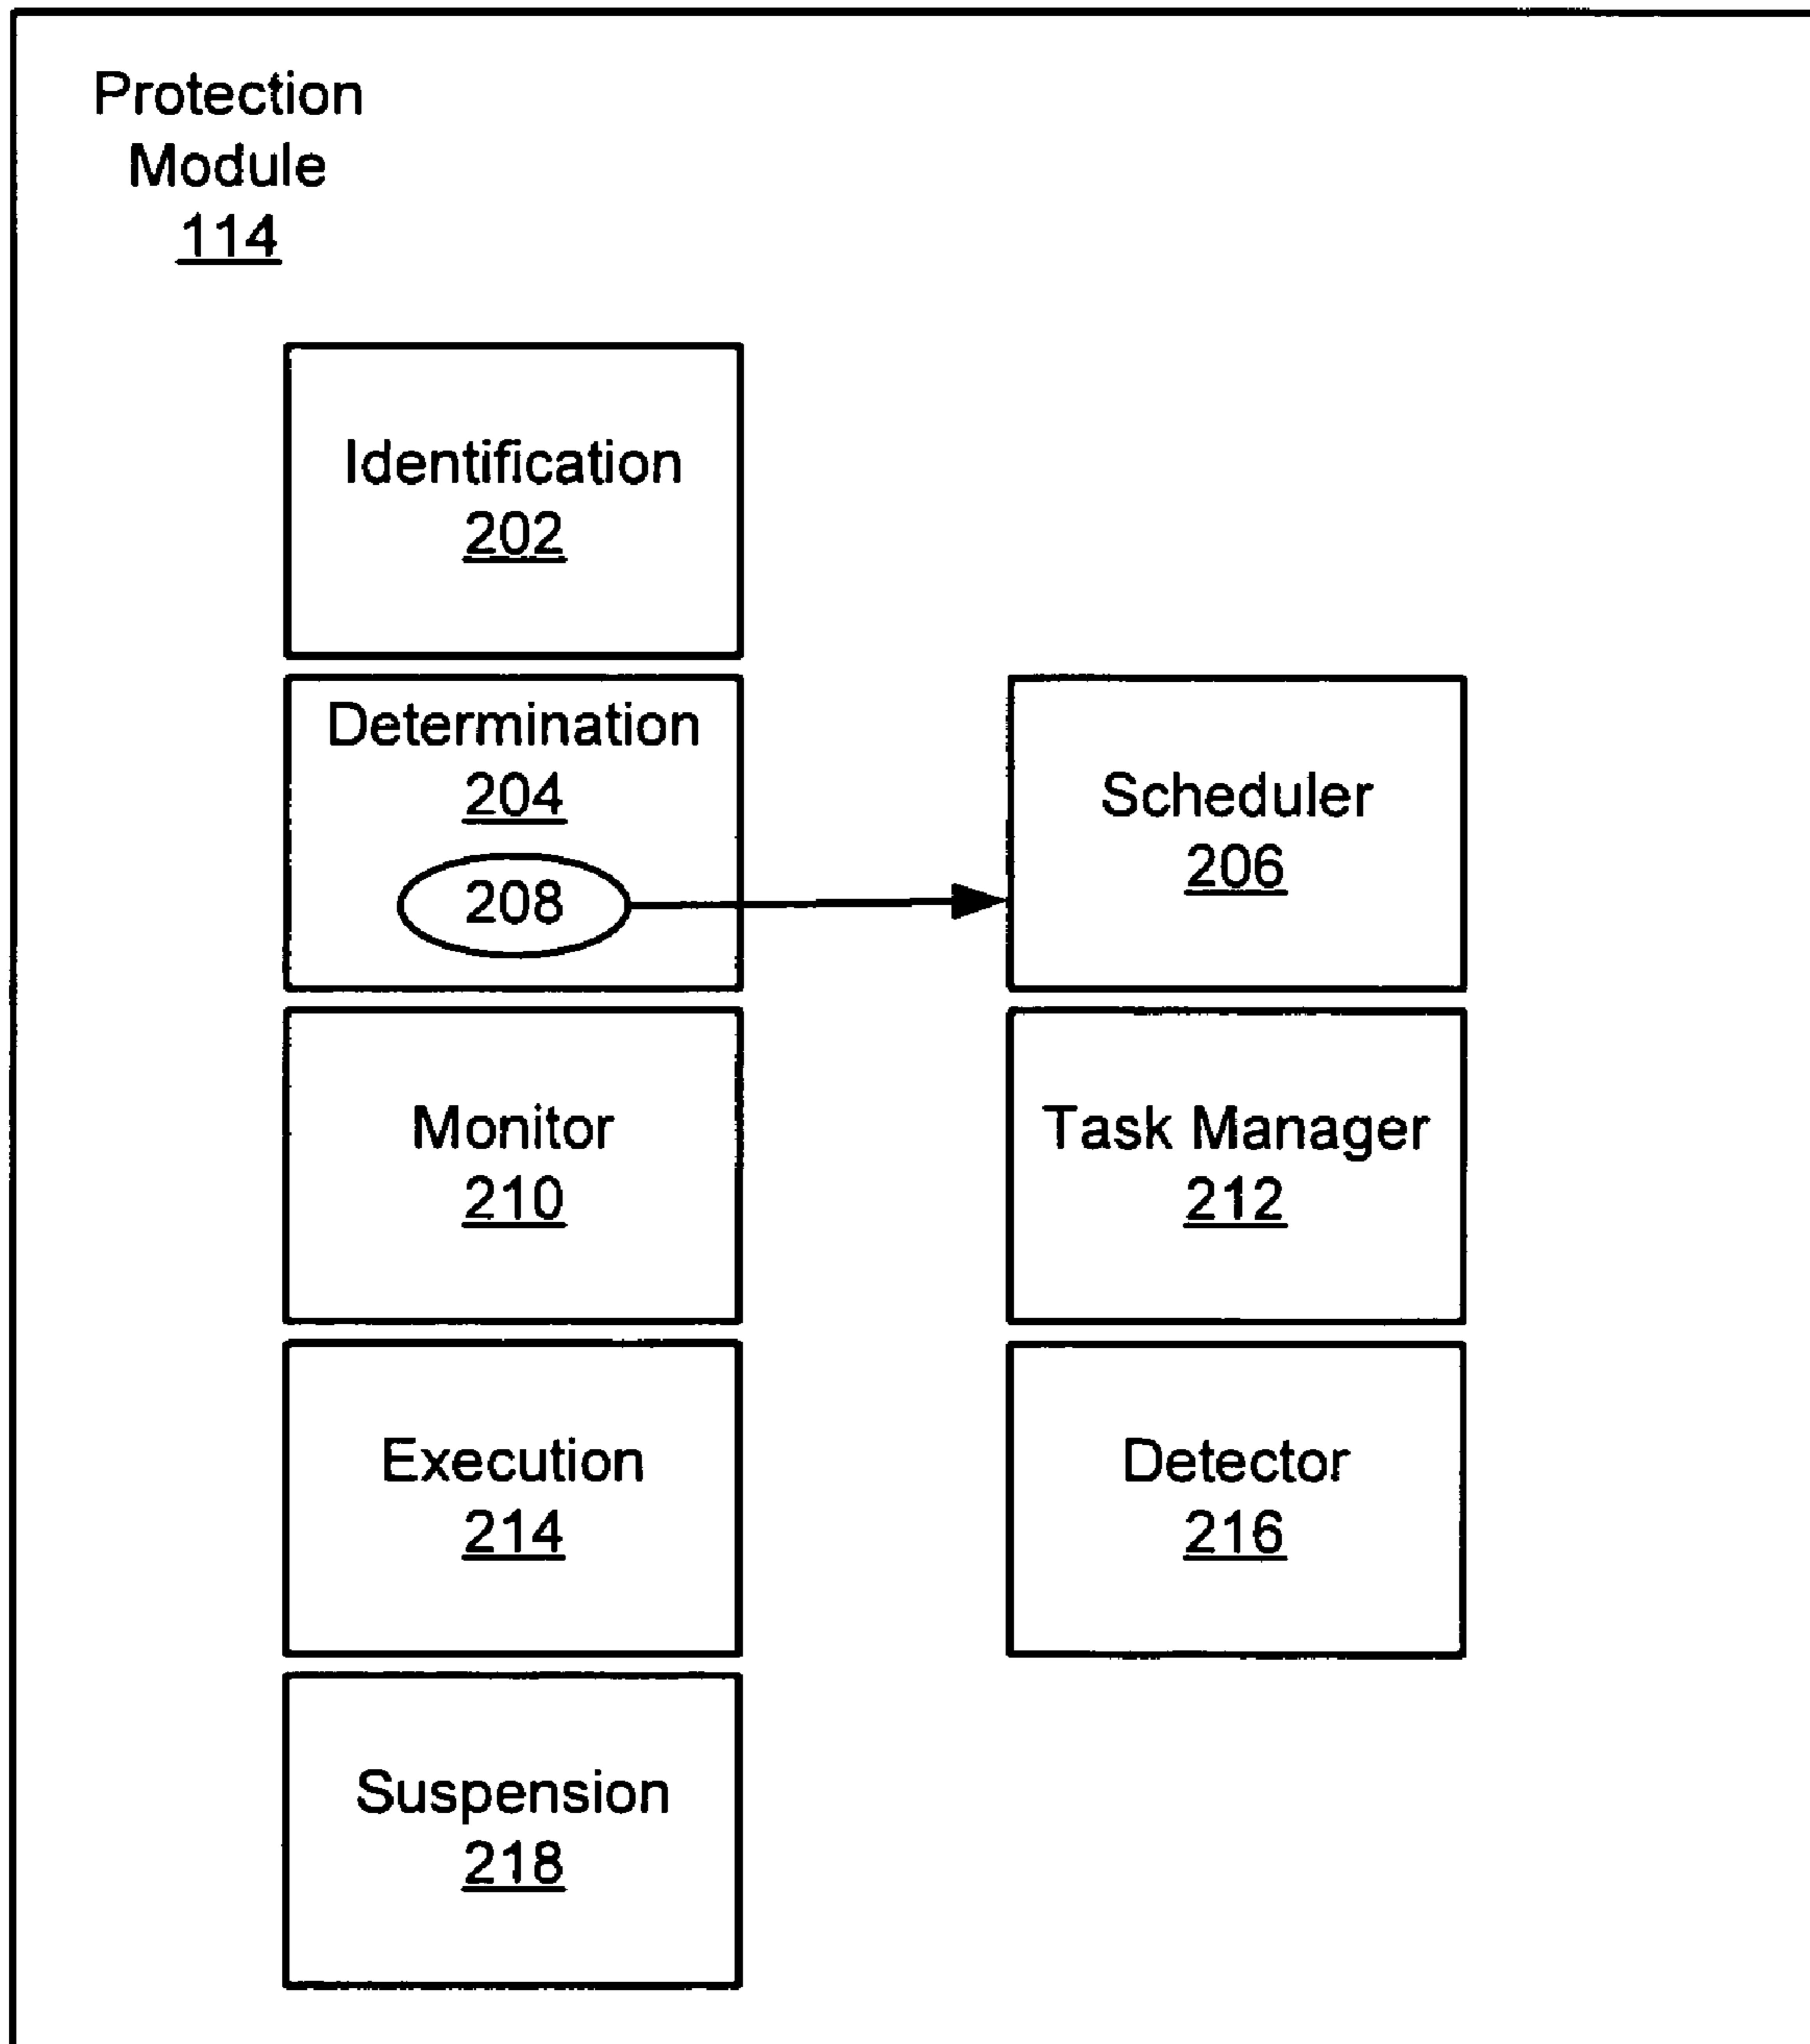 Protection
Module
114
Identification
202
Determination
204
208
Scheduler
206
Monitor
210
Task Manager
212
Execution
214
Detector
216
Suspension
218